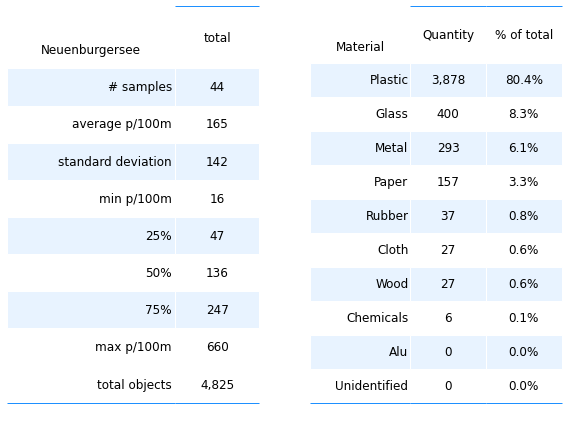 Neuenburgersee total
# samples 44
average p/100m 165
standard deviation 142
min p/100m 16
25% 47
50% 136
75% 247
max p/100m 660
total objects 4,825
Material Quantity % of total
Plastic 3,878 80.4%
Glass 400 8.3%
Metal 293 6.1%
Paper 157 3.3%
Rubber 37 0.8%
Cloth 27 0.6%
Wood 27 0.6%
Chemicals 6 0.1%
Alu 0 0.0%
Unidentified 0 0.0%